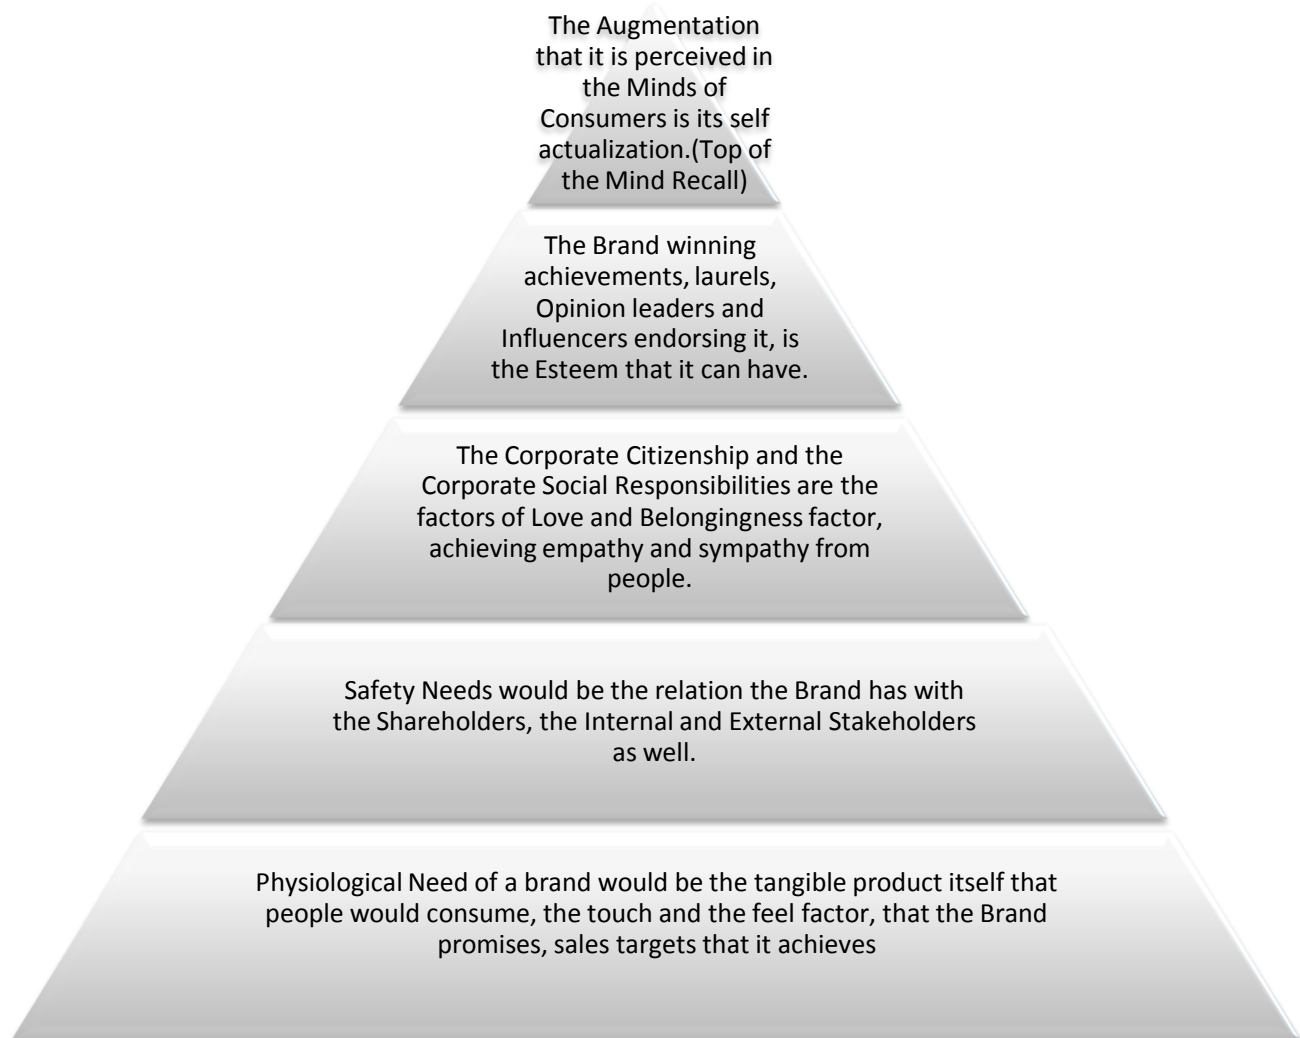 The Augmentation
that it is perceived in
the Minds of
Consumers is its self
actualization.(Top of
the Mind Recall)
The Brand winning
achievements, laurels,
Opinion leaders and
Influencers endorsing it, is
the Esteem that it can have.
The Corporate Citizenship and the
Corporate Social Responsibilities are the
factors of Love and Belongingness factor,
achieving empathy and sympathy from
people.
Safety Needs would be the relation the Brand has with
the Shareholders, the Internal and External Stakeholders
as well.
Physiological Need of a brand would be the tangible product itself that
people would consume, the touch and the feel factor, that the Brand
promises, sales targets that it achieves